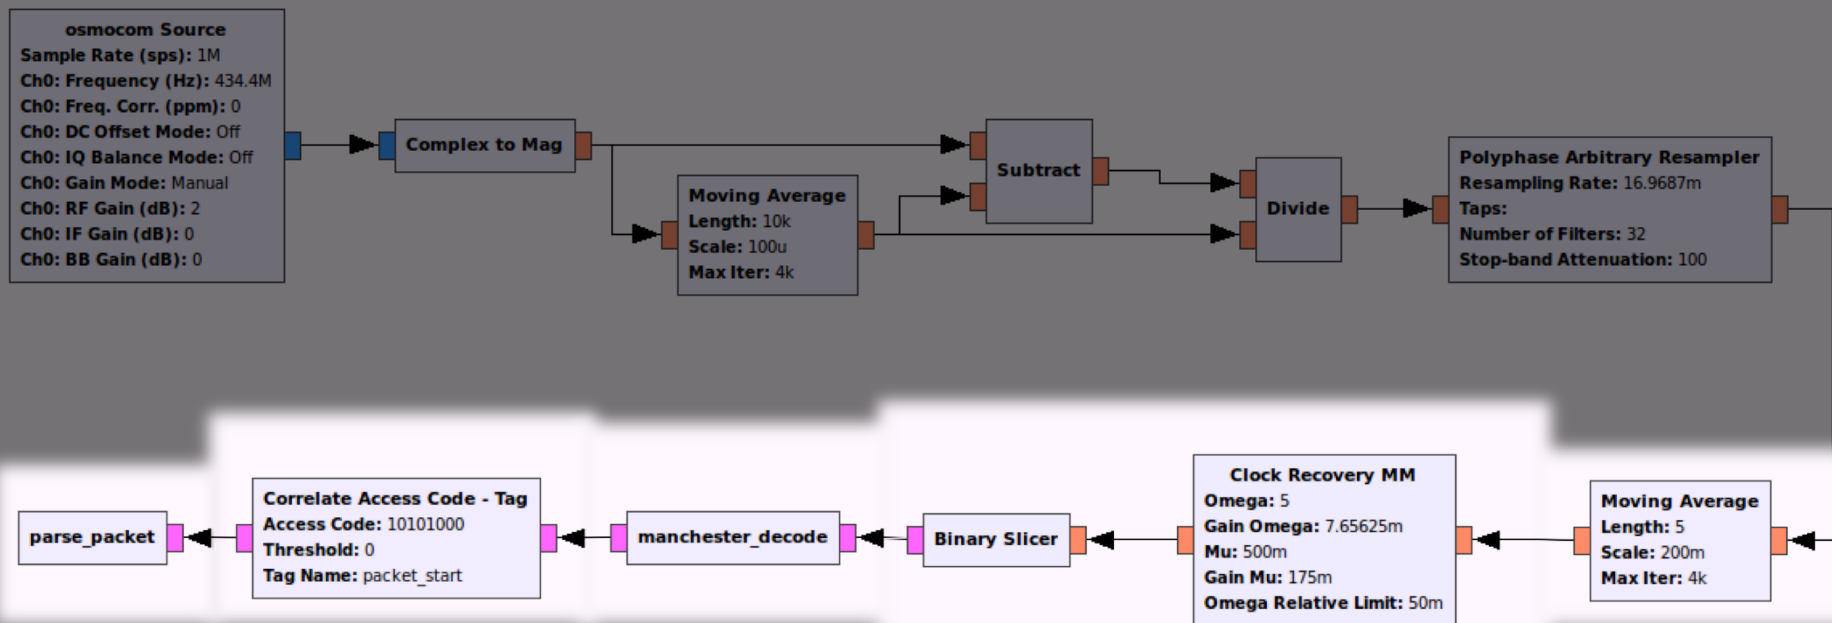 osmocom Source
Sample Rate (sps): 1M
Ch0: Frequency (Hz): 434.4M
Ch0: Freq. Corr. (ppm): 0
Ch0: DC Offset Mode: Off
Ch0: IQ Balance Mode: Off
Ch0: Gain Mode: Manual
Ch0: RF Gain (dB): 2
Ch0: IF Gain (dB): 0
Ch0: BB Gain (dB): 0
Complex to Mag
Moving Average
Length: 10k
Scale: 100u
Max Iter: 4k
Subtract
Divide
Polyphase Arbitrary Resampler
Resampling Rate: 16.9687m
Taps:
Number of Filters: 32
Stop-band Attenuation: 100
parse_packet
Correlate Access Code - Tag
Access Code: 10101000
Threshold: 0
Tag Name: packet_start
manchester_decode
Binary Slicer
Clock Recovery MM
Omega: 5
Gain Omega: 7.65625m
Mu: 500m
Gain Mu: 175m
Omega Relative Limit: 50m
Moving Average
Length: 5
Scale: 200m
Max Iter: 4k